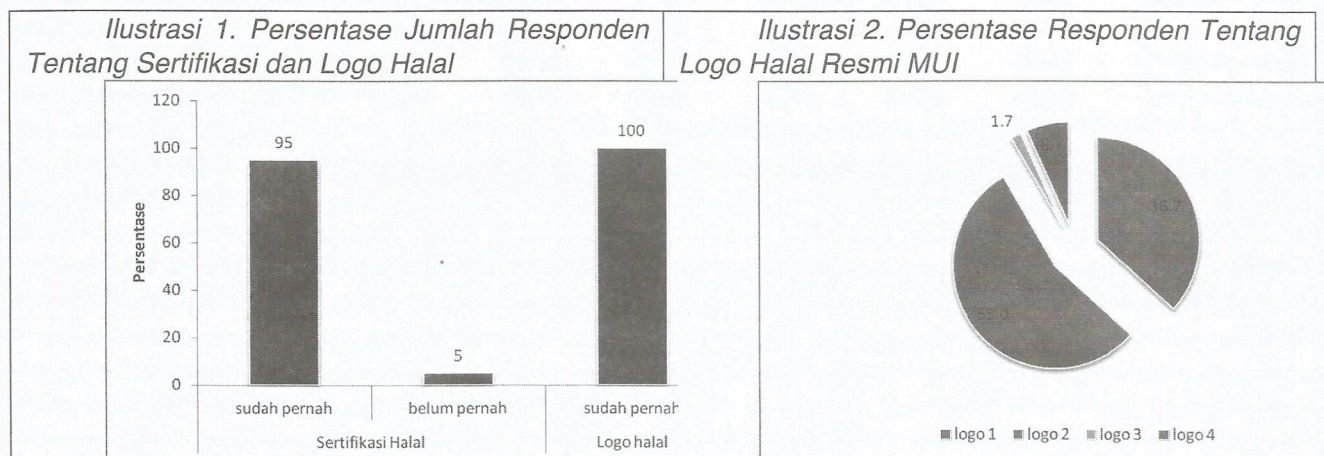 Ilustrasi 1. Persentase Jumlah Responden
Tentang Sertifikasi dan Logo Halal
120
100
80
60
40
20
0
Persentase
95
5
100
sudah pernah
belum pernah
sudah pernah
Sertifikasi Halal
Logo halal
Ilustrasi 2. Persentase Responden Tentang
Logo Halal Resmi MUI
1.7
6.7
36.7
logo 1
logo 2
logo 3
logo 4